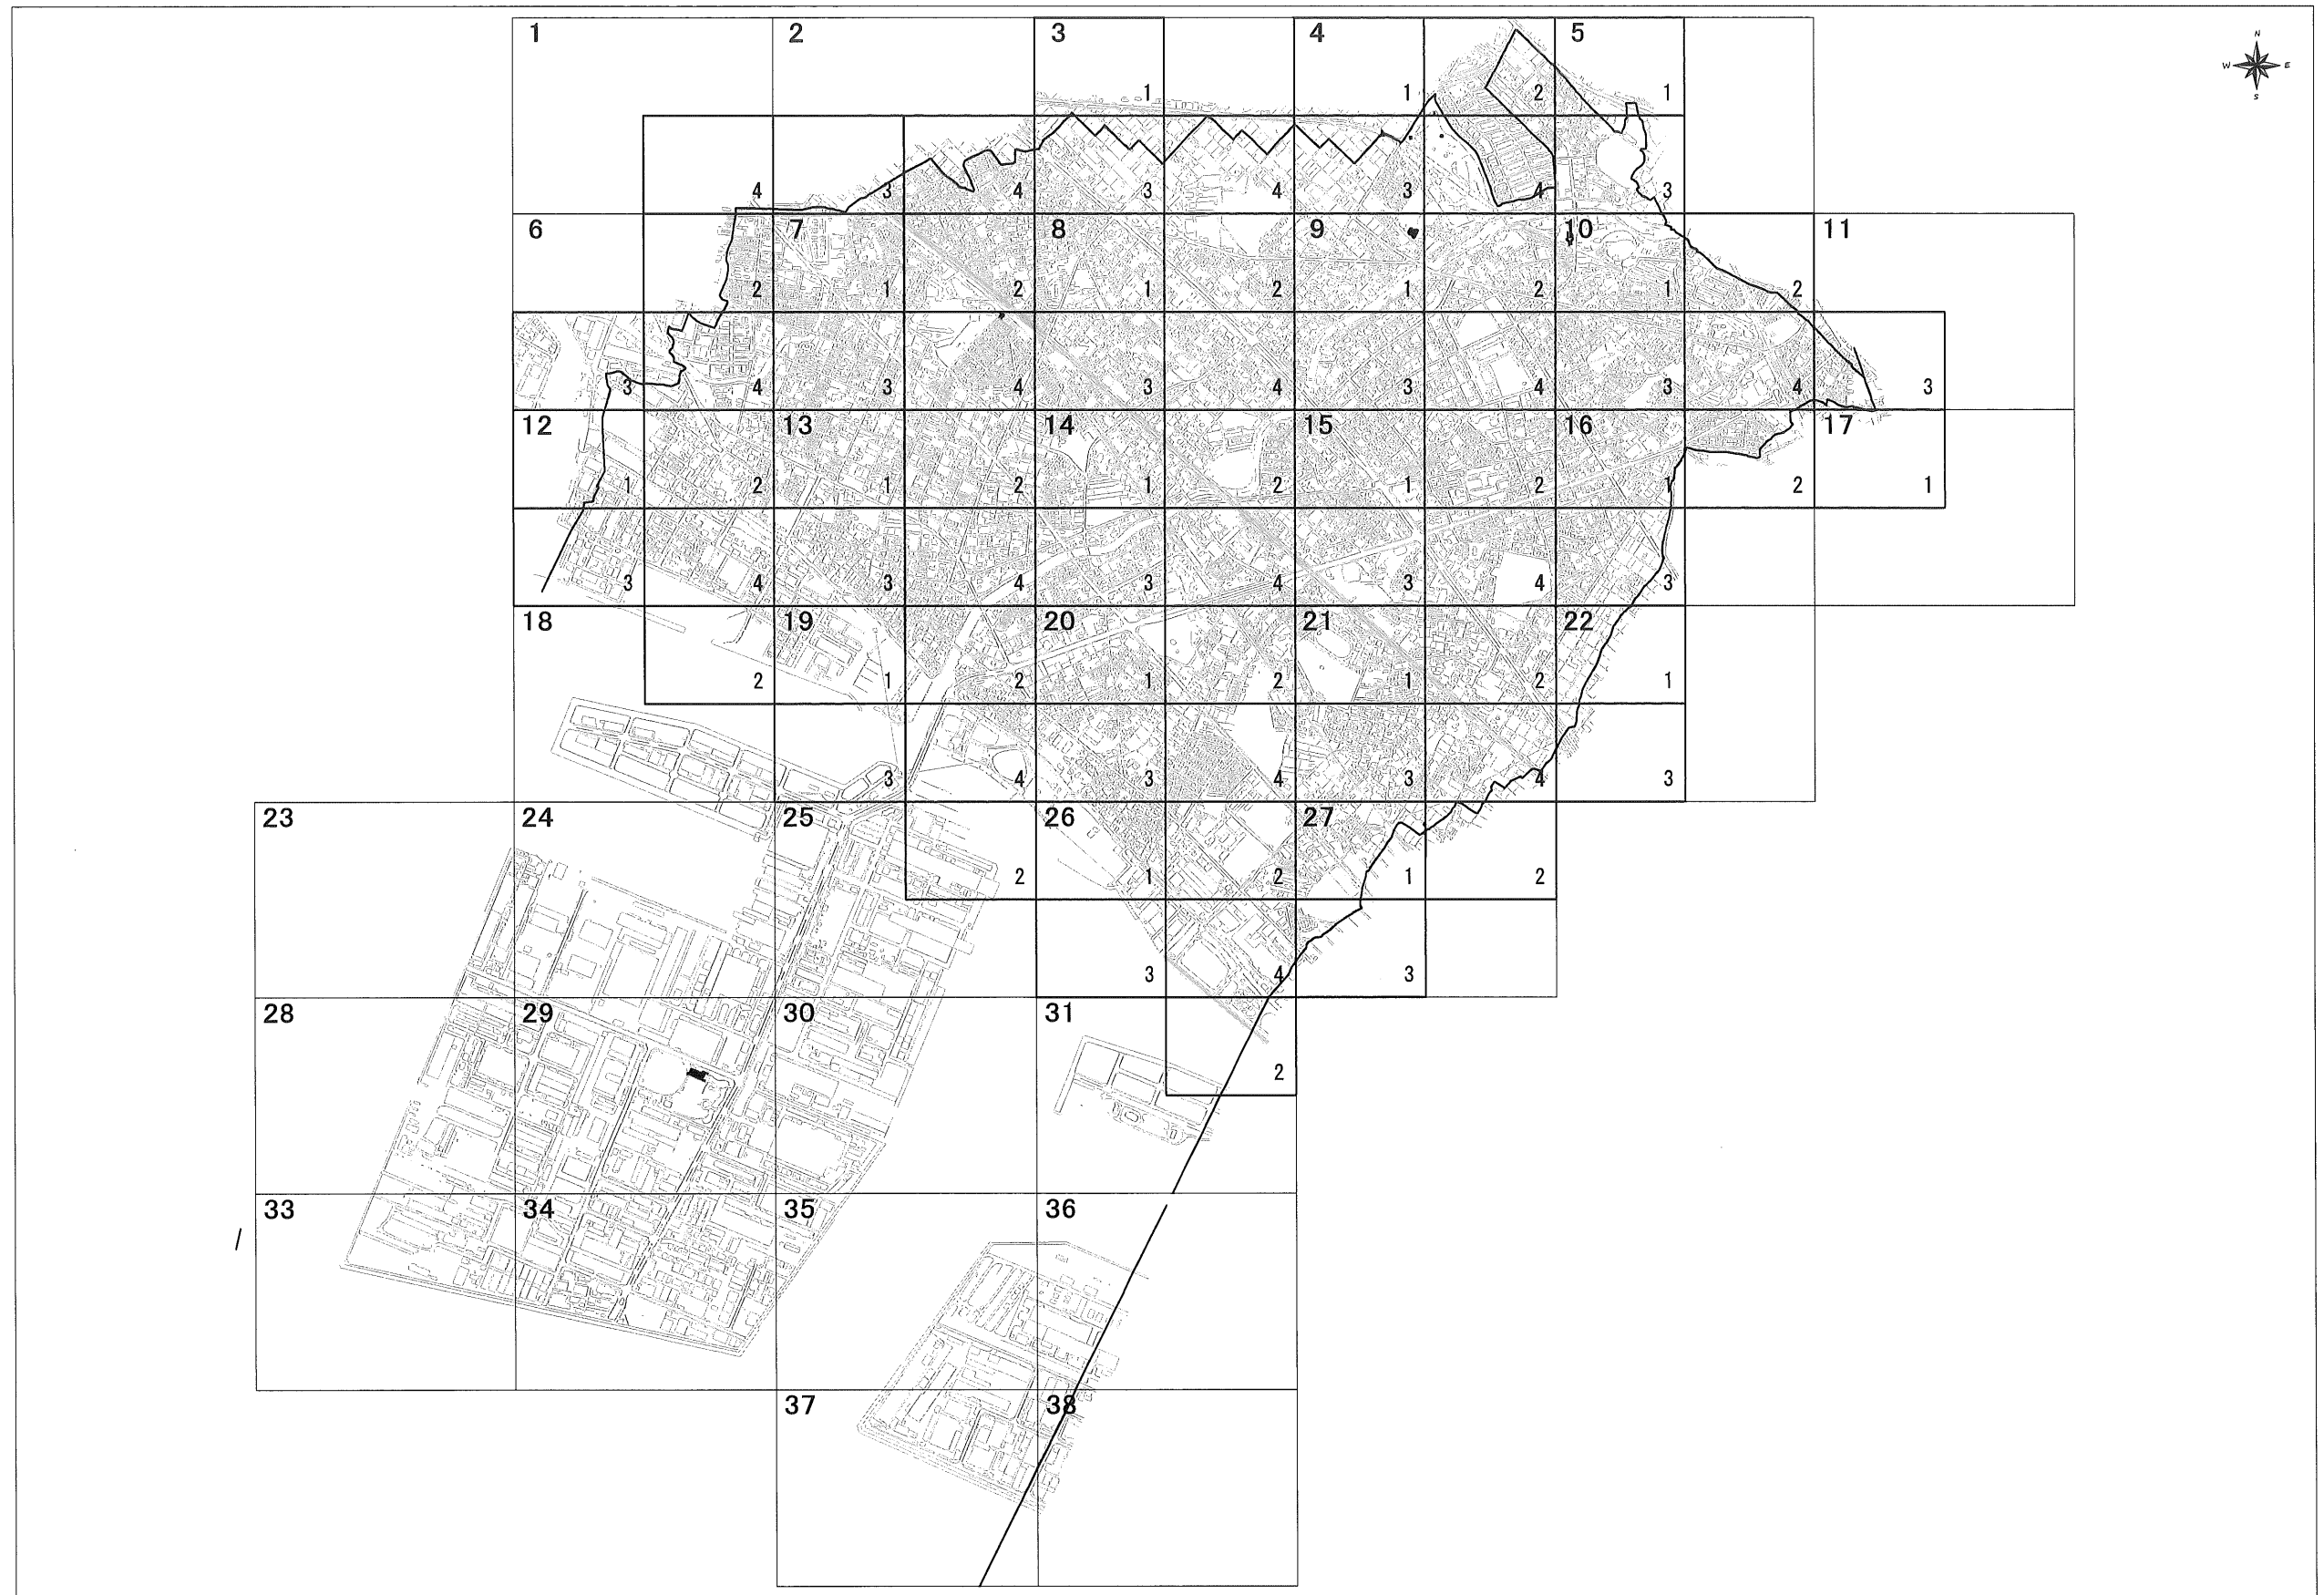 1 2 3 4 5
N
W E
S
1 1 2 1
4 3 4 3 4 3 4 3
6 7 8 9 10 11
2 1 2 1 2 1 2 1 2
3 4 3 4 3 4 3 4 3 4 3
12 13 14 15 16 17
1 2 1 2 1 2 1 2 1 2 1
3 4 3 4 3 4 3 4 3
18 19 20 21 22
2 1 2 1 2 1 2 1
3 4 3 4 3 4 3
23 24 25 26 27
2 1 2 1 2
3 4 3
28 29 30 31
2
33 34 35 36
37 38